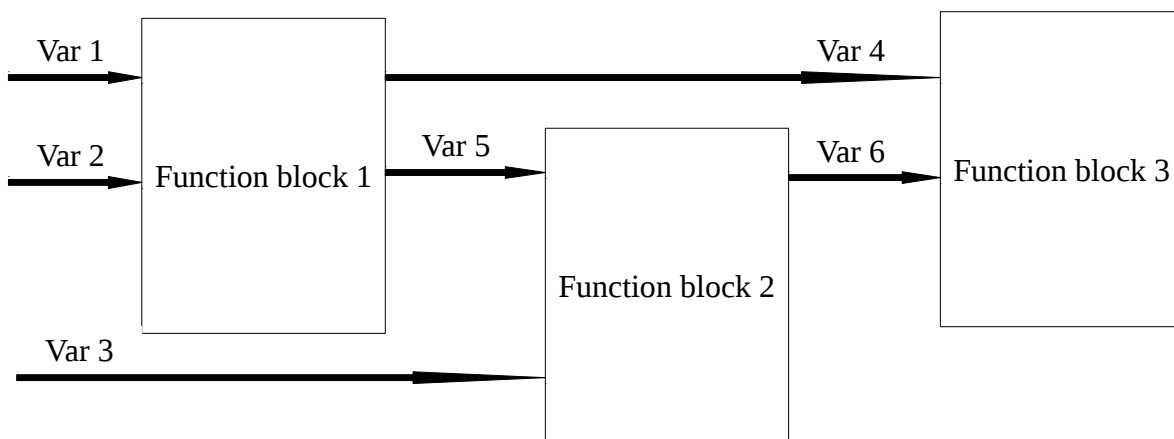 Var 1
Var 4
Var 2
Var 5
Var 6
Function block 1
Function block 3
Function block 2
Var 3